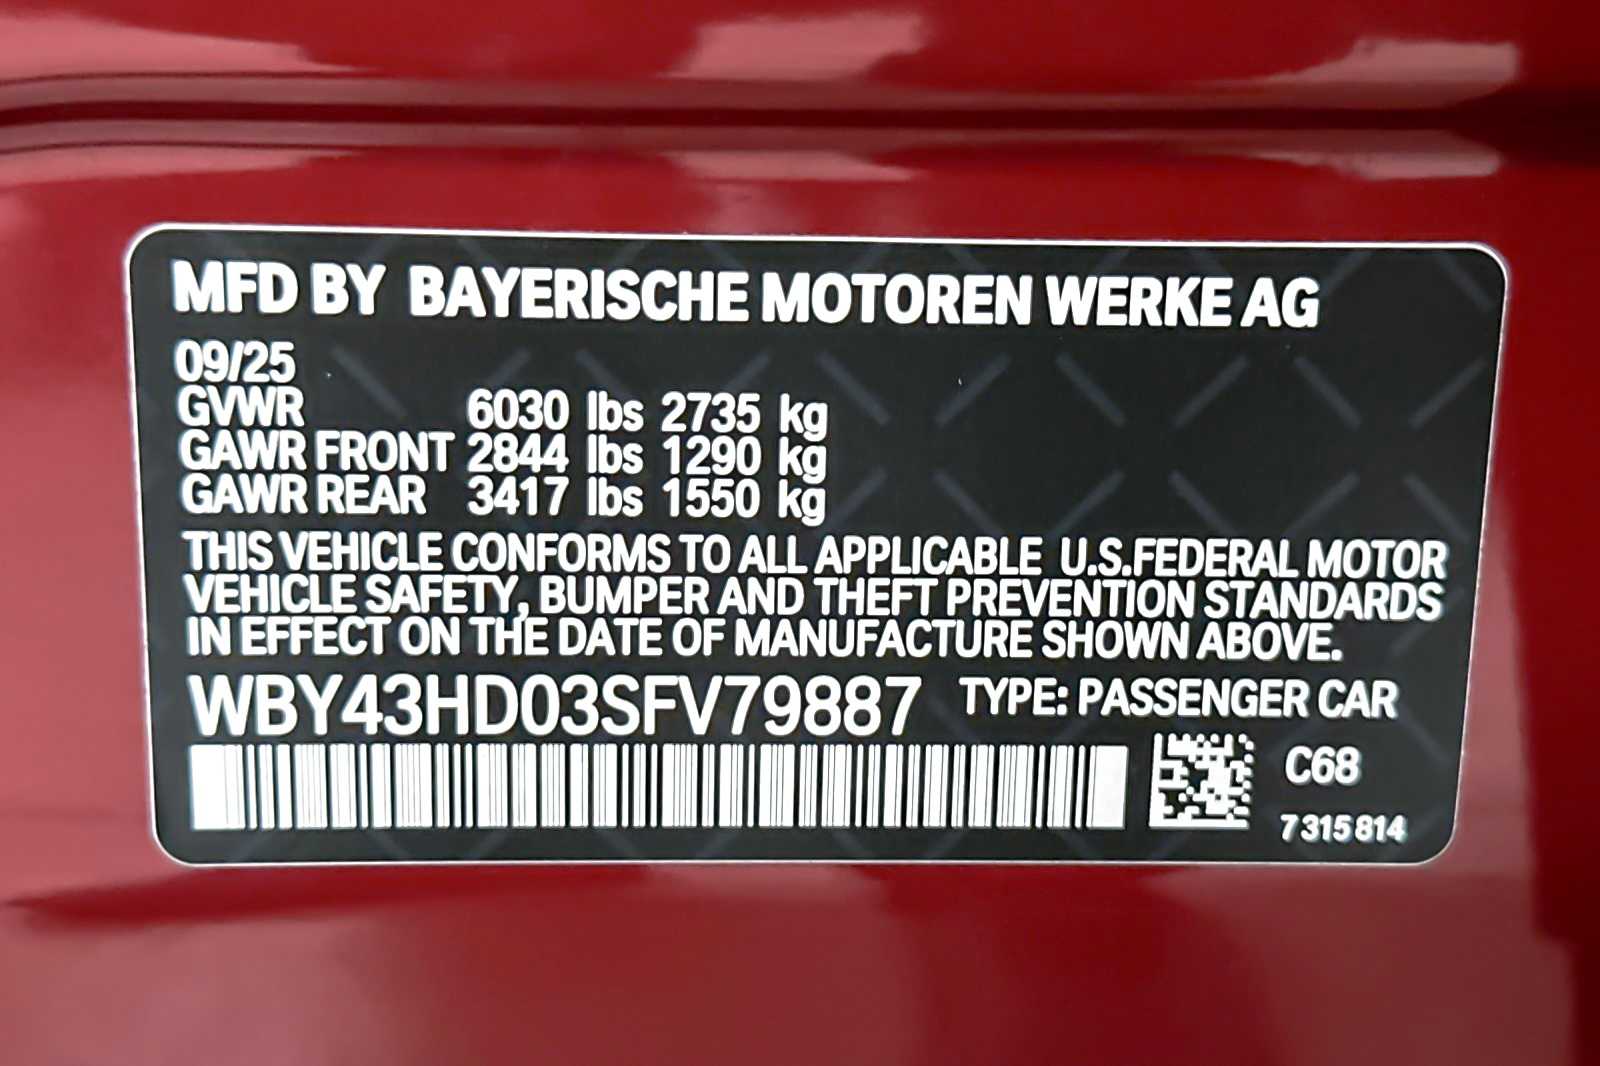 MFD BY BAYERISCHE MOTOREN WERKE AG
09/25
GVWR 6030 lbs 2735 kg
GAWR FRONT 2844 lbs 1290 kg
GAWR REAR 3417 lbs 1550 kg
THIS VEHICLE CONFORMS TO ALL APPLICABLE U.S.FEDERAL MOTOR
VEHICLE SAFETY, BUMPER AND THEFT PREVENTION STANDARDS
IN EFFECT ON THE DATE OF MANUFACTURE SHOWN ABOVE.
WBY43HD03SFV79887 TYPE: PASSENGER CAR
C68
7315814